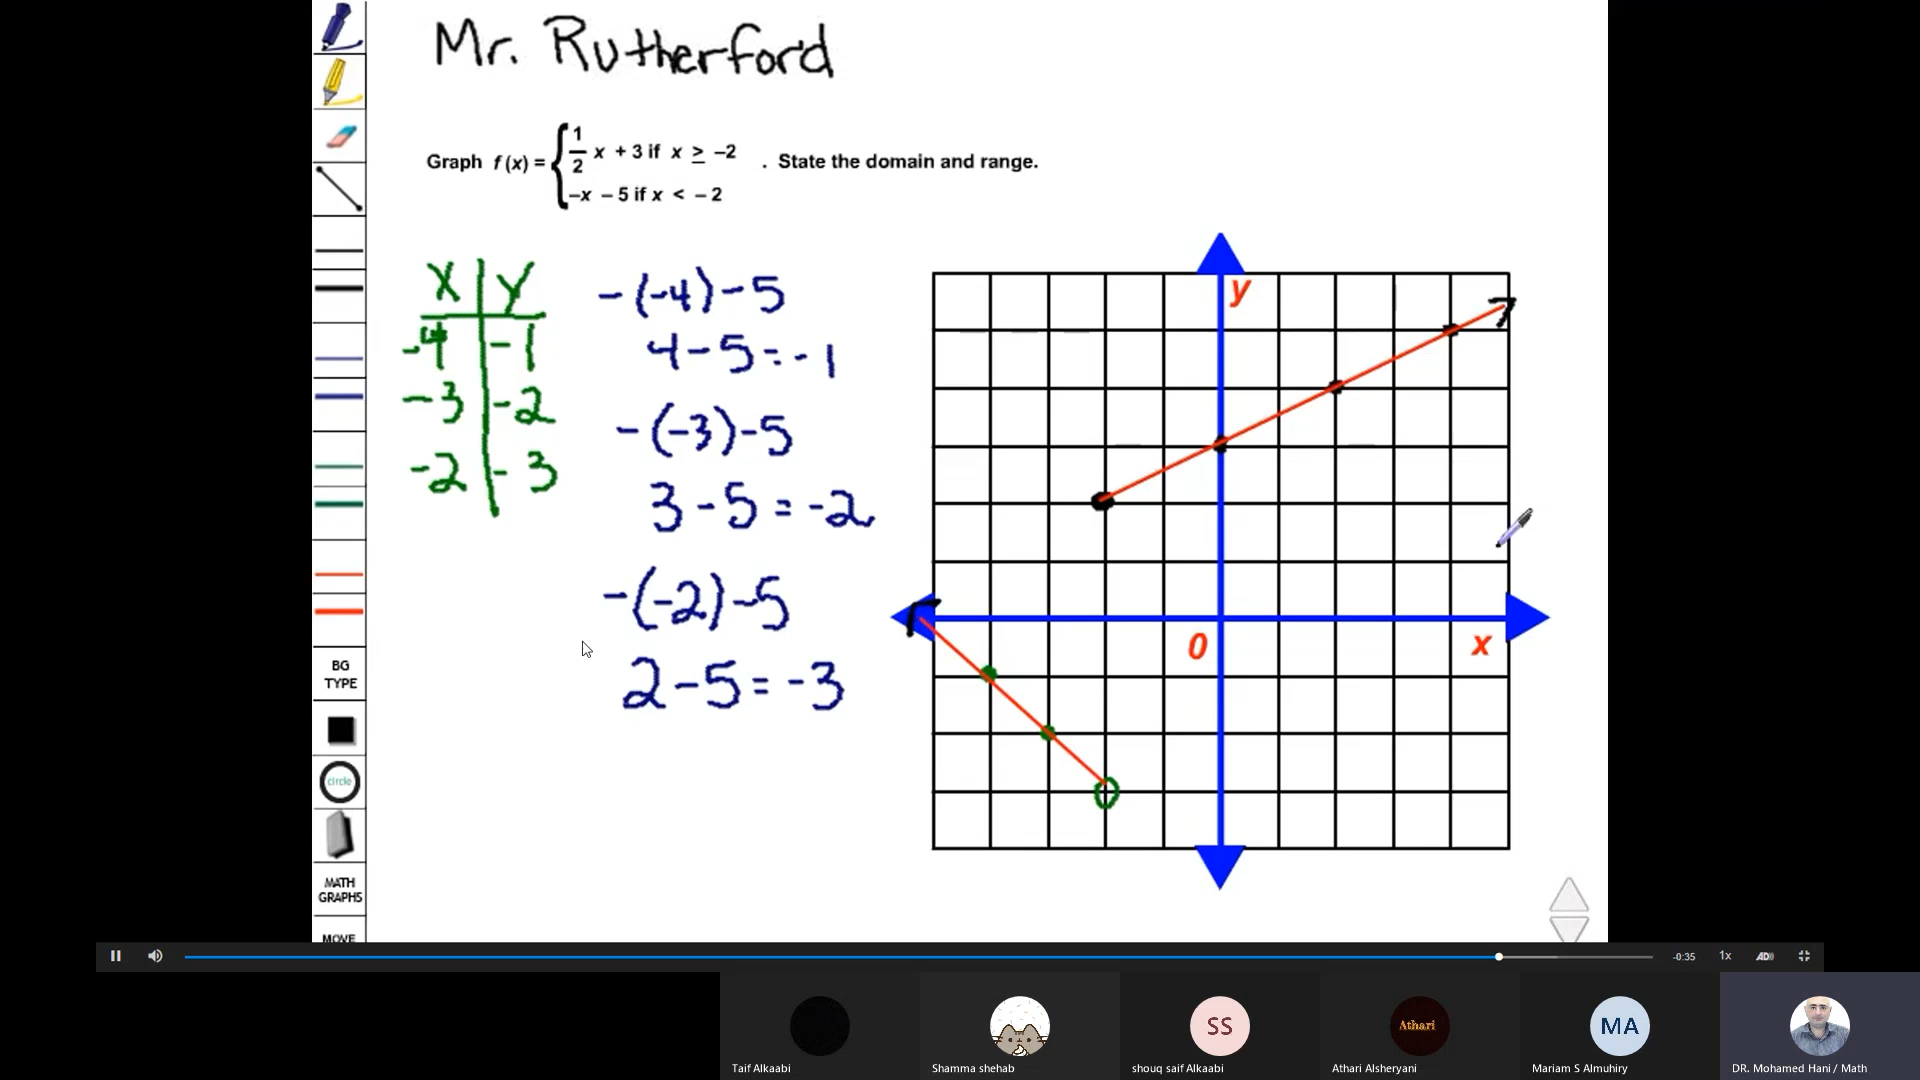 Mr. Rutherford
Graph f(x) = { 1/2 x + 3 if x ≥ −2 . State the domain and range.
−x − 5 if x < − 2
X | Y
-4 | -1
-3 | -2
-2 | -3
-(-4)-5
4-5=-1
-(-3)-5
3-5=-2
-(-2)-5
2-5=-3
y
0
x
BG
TYPE
circle
MATH
GRAPHS
MOVE
-0:35 1x AD
SS Athari MA
Taif Alkaabi Shamma shehab shouq saif Alkaabi Athari Alsheryani Mariam S Almuhiry DR. Mohamed Hani / Math